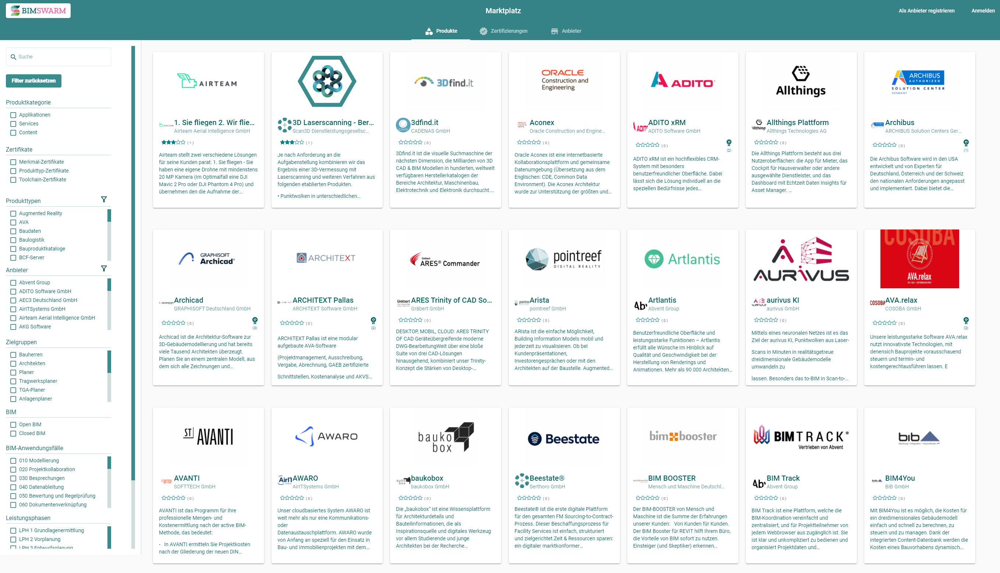 BIMSWARM
Marktplatz
Als Anbieter registrieren
Anmelden
Produkte
Zertifizierungen
Anbieter
Suche
Filter zurücksetzen
Produktkategorie
Applikationen
Services
Content
Zertifikate
Merkmal-Zertifikate
Produkttyp-Zertifikate
Toolchain-Zertifikate
Produkttypen
Augmented Reality
AVA
Baudaten
Baulogistik
Bauproduktkataloge
BCF-Server
Anbieter
Abvent Group
ADITO Software GmbH
AEC3 Deutschland GmbH
AirITSystems GmbH
Airteam Aerial Intelligence GmbH
AKG Software
Zielgruppen
Bauherren
Architekten
Planer
Tragwerksplaner
TGA-Planer
Anlagenplaner
BIM
Open BIM
Closed BIM
BIM-Anwendungsfälle
010 Modellierung
020 Projektkollaboration
030 Besprechungen
040 Datenableitung
050 Bewertung und Regelprüfung
060 Dokumentenverknüpfung
Leistungsphasen
LPH 1 Grundlagenermittlung
LPH 2 Vorplanung
LPH 3 Entwurfsplanung
AIRTEAM
1. Sie fliegen 2. Wir flie...
Airteam Aerial Intelligence GmbH
( 1 )
Airteam stellt zwei verschiedene Lösungen
für seine Kunden parat: 1. Sie fliegen - Sie
haben eine eigene Drohne mit mindenstens
20 MP Kamera (im Optimalfall eine DJI
Mavic 2 Pro oder DJI Phantom 4 Pro) und
übernehmen den die Aufnahme der...
3D Laserscanning - Ber...
Scan3D Dienstleistungsgesellsc...
( 1 )
Je nach Anforderung an die
Aufgabenstellung kombinieren wir das
Ergebnis einer 3D-Vermessung mit
Laserscanning und weiteren Verfahren aus
folgenden etablierten Produkten.
• Punktwolken in unterschiedlichen...
3Dfind.it
CAD
3dfind.it
CADENAS GmbH
( 0 )
3Dfind.it ist die visuelle Suchmaschine der
nächsten Dimension, die Milliarden von 3D
CAD & BIM Modellen in hunderten, weltweit
verfügbaren Herstellerkatalogen der
Bereiche Architektur, Maschinenbau,
Elektrotechnik und Elektronik durchsucht....
ORACLE
Construction and
Engineering
Aconex
Oracle Construction and Engine...
( 0 )
Oracle Aconex ist eine internetbasierte
Kollaborationsplattform und gemeinsame
Datenumgebung (Übersetzung aus dem
Englischen: CDE, Common Data
Environment). Die Aconex Architektur
wurde zur Unterstützung der größten und...
ADITO
ADITO xRM
ADITO Software GmbH
( 0 )
(2)
ADITO xRM ist ein hochflexibles CRM-
System mit besonders
benutzerfreundlicher Oberfläche. Dabei
lässt sich die Lösung individuell an die
speziellen Bedürfnisse jedes...
Allthings
Allthings Plattform
Allthings Technologies AG
( 0 )
Die Allthings Plattform besteht aus drei
Nutzeroberflächen: die App für Mieter, das
Cockpit für Hausverwalter oder andere
ausgewählte Dienstleister, und das
Dashboard mit Echtzeit Daten Insights für
Asset Manager. ...
ARCHIBUS
AUTHORIZED
SOLUTION CENTER
GERMANY
Archibus
ARCHIBUS Solution Centers Ger...
( 0 )
(1)
Die Archibus Software wird in den USA
entwickelt und von Experten für
Deutschland, Österreich und der Schweiz
den nationalen Anforderungen angepasst
und implementiert. Dabei bietet die...
GRAPHISOFT
Archicad®
Archicad
GRAPHISOFT Deutschland GmbH
( 0 )
(3)
Archicad ist die Architektur-Software zur
3D-Gebäudemodellierung und hat bereits
viele Tausend Architekten überzeugt.
Planen Sie an einem zentralen Modell, aus
dem sich alle Zeichnungen und...
ARCHITEXT
ARCHITEXT Pallas
ARCHITEXT Software GmbH
( 0 )
(2)
ARCHITEXT Pallas ist eine modular
aufgebaute AVA-Software
(Projektmanagement, Ausschreibung,
Vergabe, Abrechnung, GAEB zertifizierte
Schnittstellen, Kostenanalyse und AKVS...
Gräbert
ARES® Commander
Gräbert
ARES Trinity of CAD So...
Gräbert GmbH
( 0 )
DESKTOP, MOBIL, CLOUD: ARES TRINITY
OF CAD Geräteübergreifende moderne
DWG-BearbeitungWeit über eine bloße
Suite von drei CAD-Lösungen
hinausgehend, kombiniert unser Trinity-
Konzept die Stärken von Desktop-...
pointreef
DIGITAL REALITY
Arista
pointreef GmbH
( 0 )
ARista ist die einfache Möglichkeit,
Building Information Models mobil und
jederzeit zu visualisieren. Ob bei
Kundenpräsentationen,
Investorengesprächen oder mit den
Architekten auf der Baustelle. Augmented...
Artlantis
Artlantis
Abvent Group
( 0 )
Benutzerfreundliche Oberfläche und
leistungsstarke Funktionen – Artlantis
erfüllt alle Wünsche im Hinblick auf
Qualität und Geschwindigkeit bei der
Herstellung von Renderings und
Animationen. Mehr als 90 000 Architekten...
AURIVUS
aurivus KI
aurivus GmbH
( 0 )
Mittels eines neuronalen Netzes ist es das
Ziel der aurivus KI, Punktwolken aus Laser-
Scans in Minuten in realitätsgetreue
dreidimensionale Gebäudemodelle
umwandeln zu
lassen. Besonders das to-BIM in Scan-to-...
COSOBA
AVA.relax
COSOBA
AVA.relax
COSOBA GmbH
( 0 )
(2)
Unsere leistungsstarke Software AVA.relax
nutzt innovativste Technologien, mit
denensich Bauprojekte vorausschauend
steuern und termin- und
kostengerechtausführen lassen. E
ST AVANTI
SOFTTECH
AVANTI
SOFTTECH GmbH
( 0 )
AVANTI ist das Programm für Ihre
professionelle Mengen- und
Kostenermittlung nach der active BIM-
Methode, das bedeutet:
- In AVANTI ermitteln Sie Projektkosten
nach der Gliederung der neuen DIN...
AWARO
AWARO
AirITSystems GmbH
( 0 )
Unser cloudbasiertes System AWARO ist
weit mehr als nur eine Kommunikations-
oder
Datenaustauschplattform. AWARO wurde
von Anfang an speziell für den Einsatz in
Bau- und Immobilienprojekten mit dem...
bauko
box
baukobox
baukobox GmbH
( 0 )
Die „baukobox“ ist eine Wissensplattform
für Architekturdetails und
Bauteilinformationen, die als
Inspirationsquelle und digitales Werkzeug
vor allem Studierende und junge
Architekten bei der Recherche...
Beestate
Beestate®
Serthoro GmbH
( 0 )
Beestate® ist die erste digitale Plattform
für den gesamten FM Sourcing-to-Contract-
Prozess. Dieser Beschaffungsprozess für
Facility Services ist einfach, strukturiert
und zielgerichtet.Zeit & Ressourcen sparen:
ein digitaler marktkonformer...
bim booster
BIM BOOSTER
Mensch und Maschine Deutschl...
( 0 )
Der BIM-BOOSTER von Mensch und
Maschine ist die Summe der Erfahrungen
unserer Kunden: Von Kunden für Kunden.
Der BIM Booster für REVIT hilft Ihrem Büro,
die Vorteile von BIM sofort zu nutzen.
Einsteiger (und Skeptiker) erkennen...
BIMTRACK®
Vertrieben von Abvent
BIM Track
Abvent Group
( 0 )
BIM Track ist eine Plattform, welche die
BIM-Koordination vereinfacht und
zentralisiert, und für Projektteilnehmer von
jedem Webbrowser aus zugänglich ist. Sie
ist klar und unkompliziert zu bedienen und
organisiert Projektdaten und...
bib
Beratung • Integration • Bausoftware
BIM4You
BIB GmbH
( 0 )
Mit BIM4You ist es möglich, die Kosten für
ein dreidimensionales Gebäudemodell
einfach und schnell zu berechnen, zu
steuern und zu managen. Dank der
integrierten Content-Datenbank werden die
Kosten eines Bauvorhabens dynamisch...